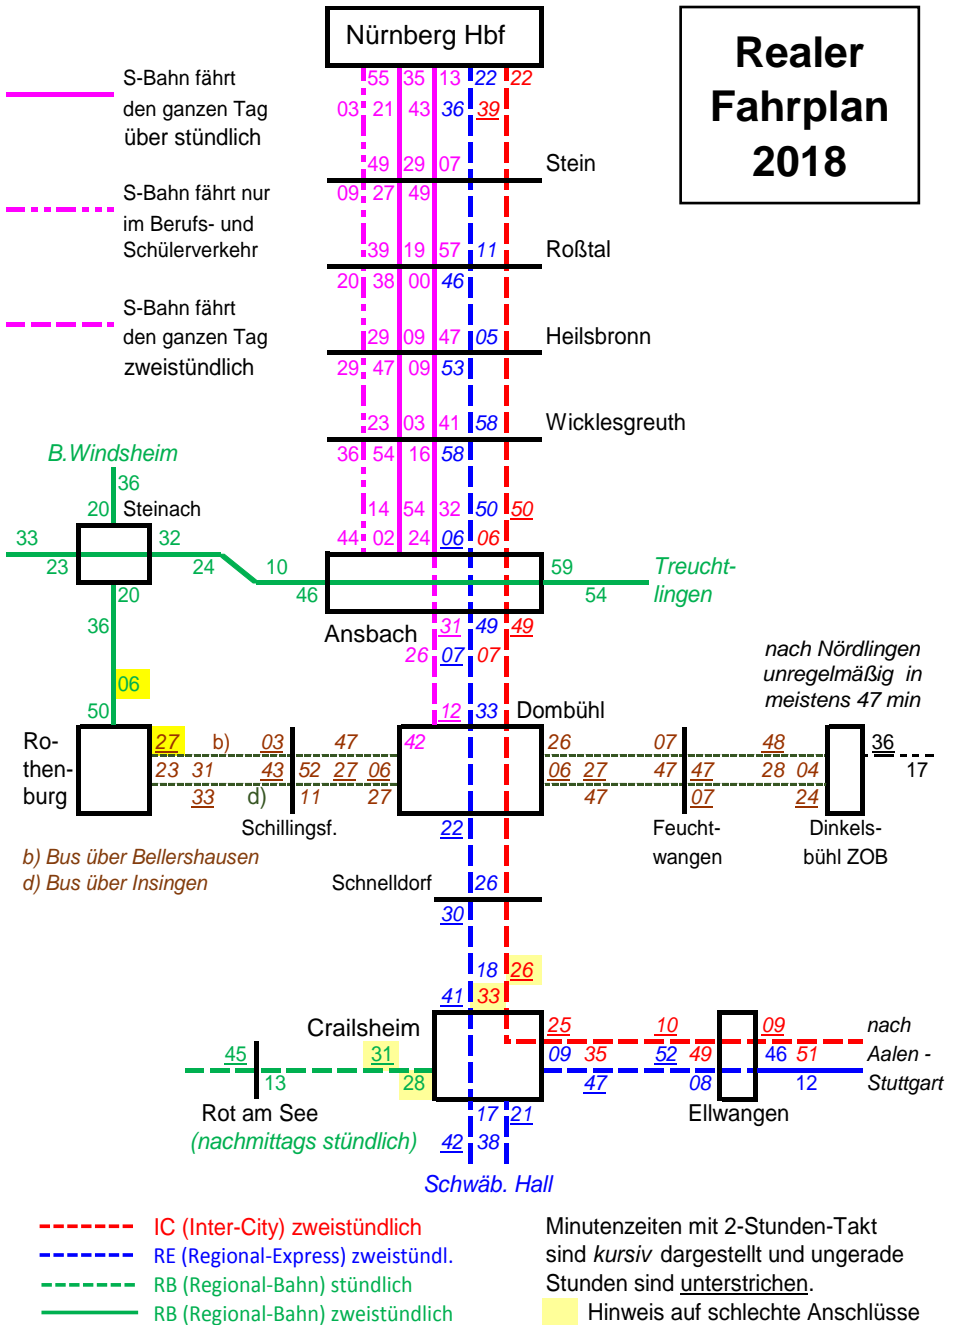 Nürnberg Hbf
Realer
Fahrplan
2018
S-Bahn fährt
den ganzen Tag
über stündlich
S-Bahn fährt nur
im Berufs- und
Schülerverkehr
S-Bahn fährt
den ganzen Tag
zweistündlich
55 35 13 22 22
03 21 43 36 39
49 29 07 Stein
09 27 49
39 19 57 11 Roßtal
20 38 00 46
29 09 47 05 Heilsbronn
29 47 09 53
23 03 41 58 Wicklesgreuth
36 54 16 58
B.Windsheim
36
20 Steinach
14 54 32 50 50
44 02 24 06 06
33 32
23 24
10 59
46 54
Treucht-
lingen
20
36
Ansbach 31 49 49
26 07 07
06
50
nach Nördlingen
unregelmäßig in
meistens 47 min
12 33 Dombühl
Ro-
then-
burg
27 b) 03 47 42 26 07 48 36
23 31 43 52 27 06 06 27 47 47 28 04 17
33 d) 11 27 47 07 24
Schillingsf.
22
Feucht-
wangen
Dinkels-
bühl ZOB
b) Bus über Bellershausen
d) Bus über Insingen
Schnelldorf 26
30
18 26
41 33
Crailsheim
25 10 09 nach
45 31 09 35 52 49 46 51 Aalen -
13 28 47 08 12 Stuttgart
Rot am See
(nachmittags stündlich)
17 21
42 38
Ellwangen
Schwäb. Hall
IC (Inter-City) zweistündlich
RE (Regional-Express) zweistündl.
RB (Regional-Bahn) stündlich
RB (Regional-Bahn) zweistündlich
Minutenzeiten mit 2-Stunden-Takt
sind kursiv dargestellt und ungerade
Stunden sind unterstrichen.
Hinweis auf schlechte Anschlüsse